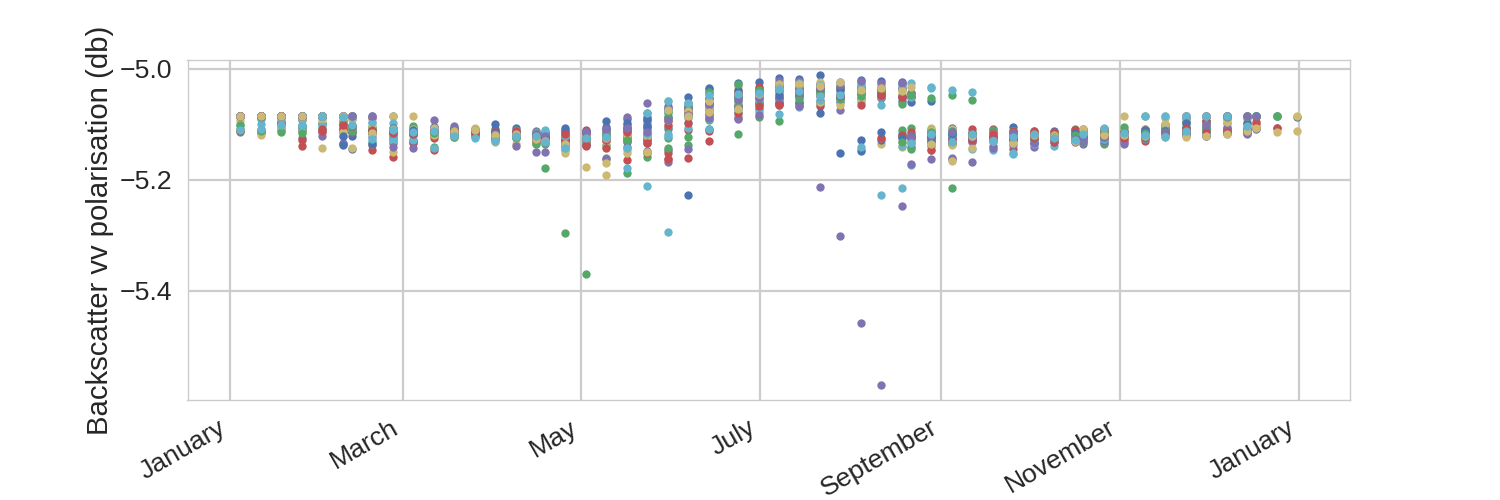 Backscatter vv polarisation (db)
−5.0
−5.2
−5.4
January
March
May
July
September
November
January